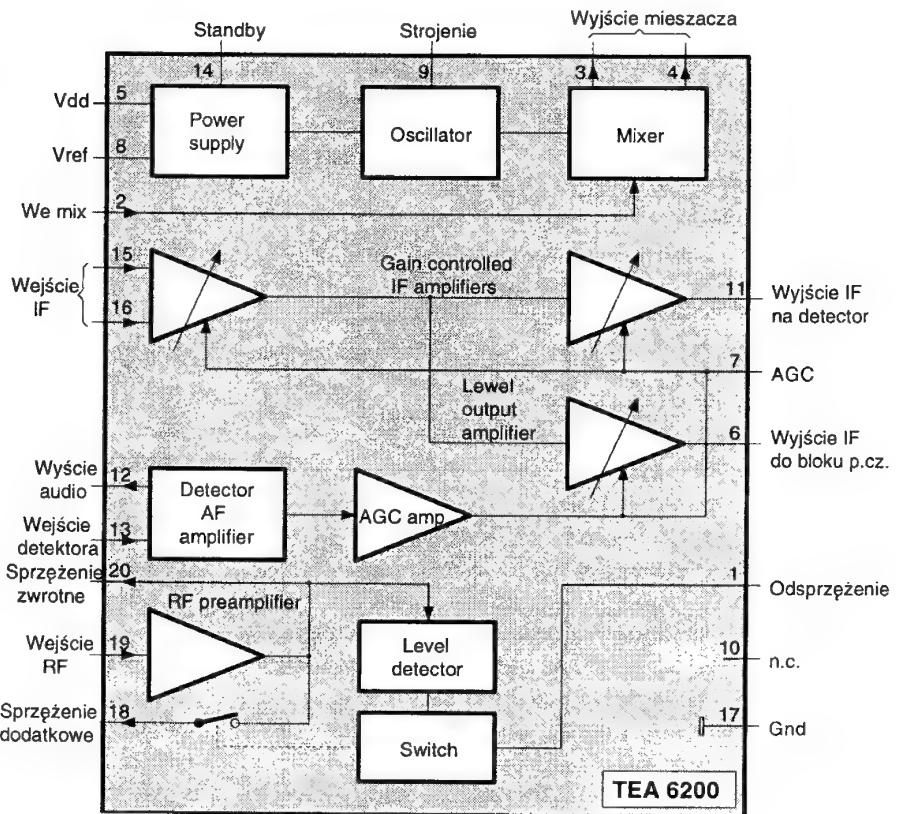 Standby
Strojenie
Wyjście mieszacza
14
9
3
4
Vdd
5
Power
supply
Oscillator
Mixer
Vref
8
We mix
2
15
Wejście
IF
16
Gain controlled
IF amplifiers
11
Wyjście IF
na detector
7
AGC
Lewel
output
amplifier
6
Wyjście IF
do bloku p.cz.
Wyście
audio
12
Detector
AF
amplifier
AGC amp
Wejście
detektora
13
Sprzężenie
zwrotne
20
RF preamplifier
1
Odsprzężenie
Wejście
RF
19
Level
detector
10
n.c.
Sprzężenie
dodatkowe
18
Switch
17
Gnd
TEA 6200